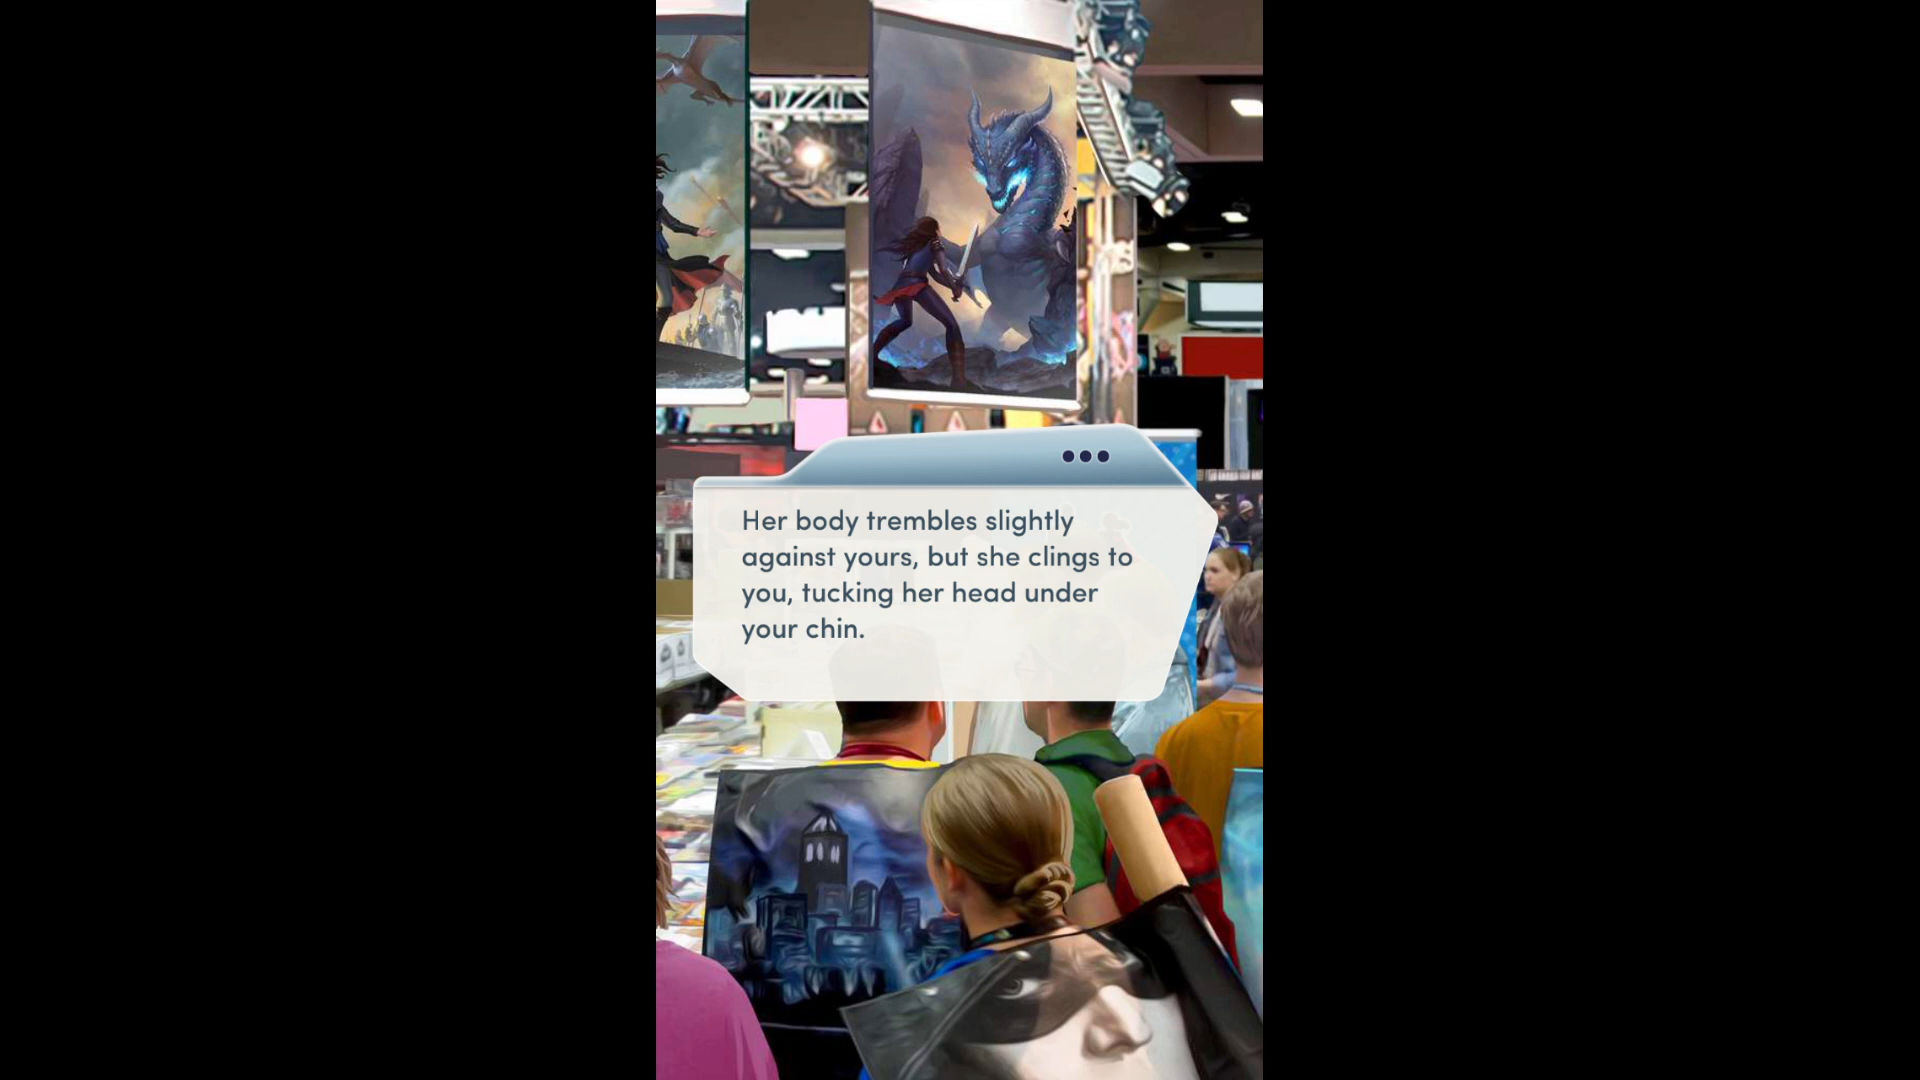 Her body trembles slightly
against yours, but she clings to
you, tucking her head under
your chin.